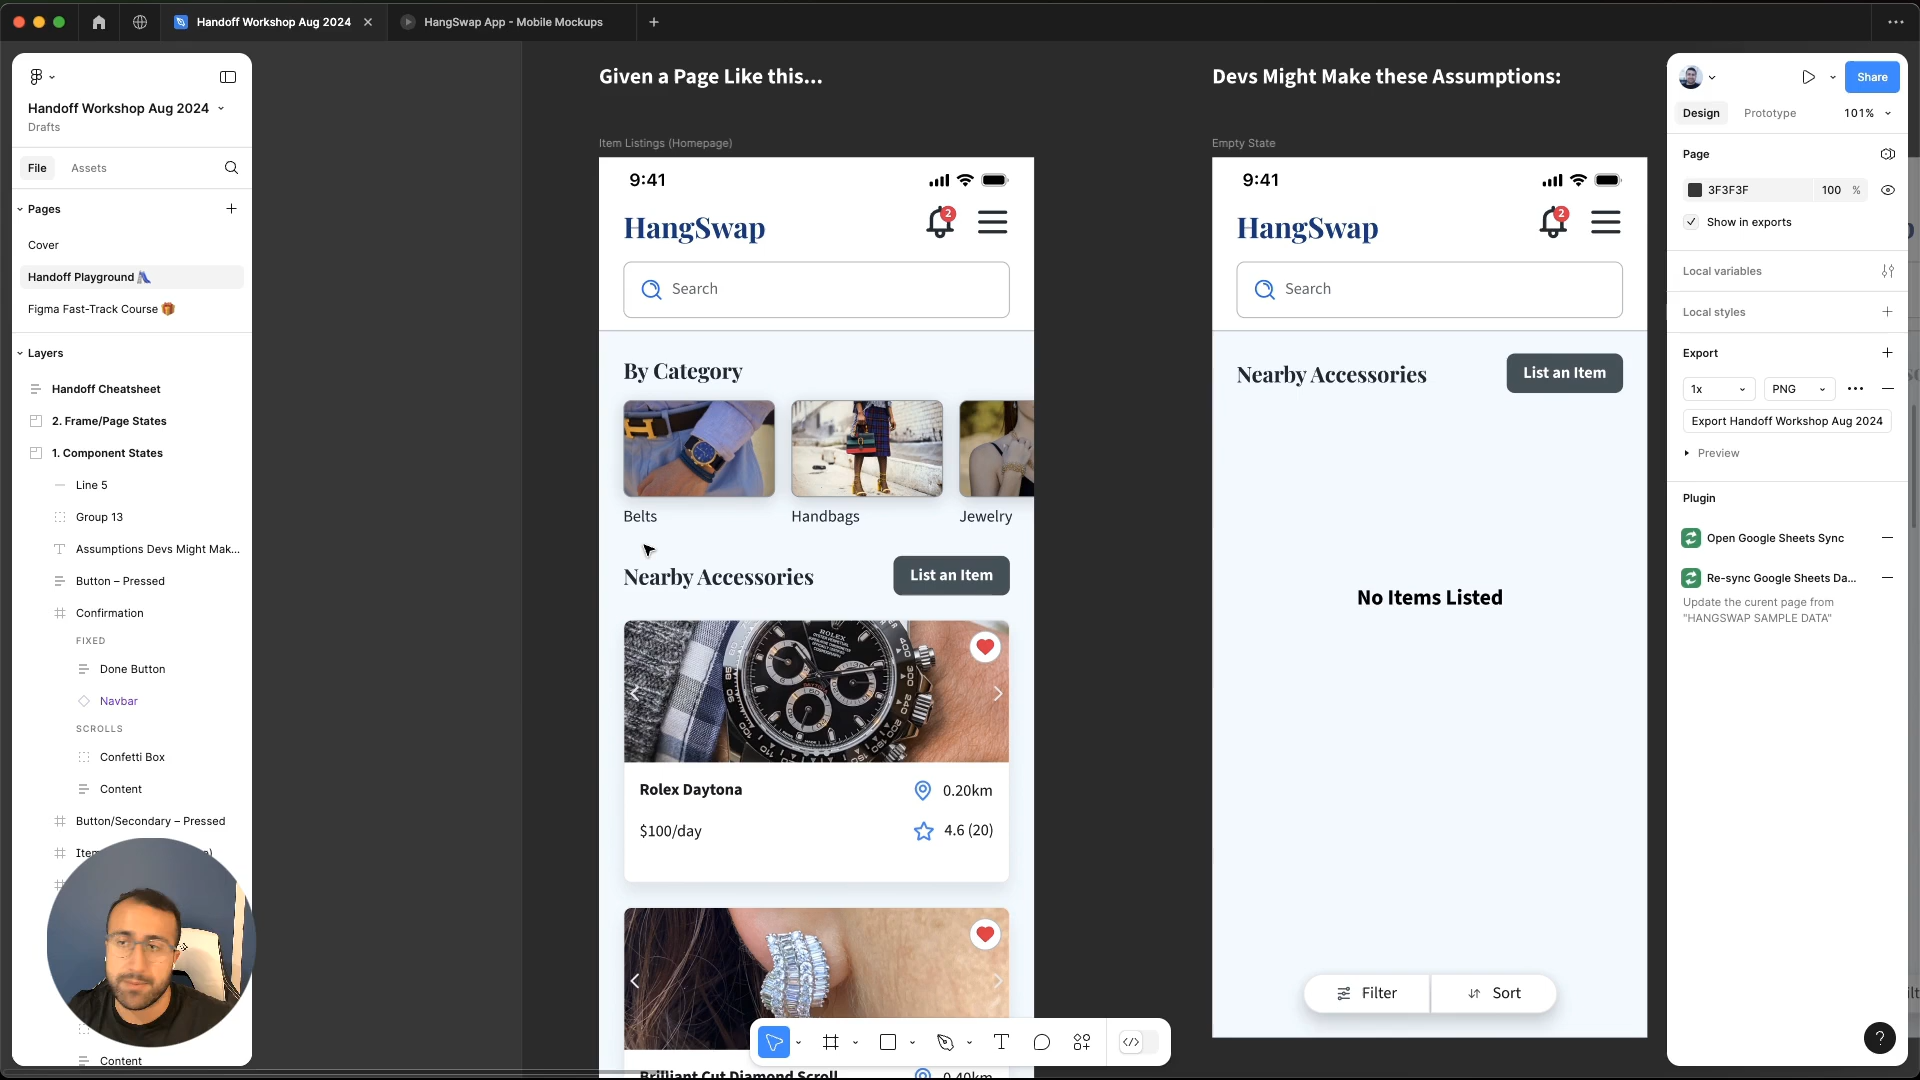 Handoff Workshop Aug 2024
HangSwap App - Mobile Mockups
Handoff Workshop Aug 2024
Drafts
File
Assets
Pages
Cover
Handoff Playground
Figma Fast-Track Course
Layers
Handoff Cheatsheet
2. Frame/Page States
1. Component States
Line 5
Group 13
Assumptions Devs Might Mak...
Button – Pressed
Confirmation
FIXED
Done Button
Navbar
SCROLLS
Confetti Box
Content
Button/Secondary – Pressed
Content
Given a Page Like this...
Item Listings (Homepage)
9:41
HangSwap
2
Search
By Category
Belts
Handbags
Jewelry
Nearby Accessories
List an Item
Rolex Daytona
0.20km
$100/day
4.6 (20)
Brilliant Cut Diamond Scroll
0.40km
Devs Might Make these Assumptions:
Empty State
9:41
HangSwap
2
Search
Nearby Accessories
List an Item
No Items Listed
Filter
Sort
Share
Design
Prototype
101%
Page
3F3F3F
100
%
Show in exports
Local variables
Local styles
Export
1x
PNG
Export Handoff Workshop Aug 2024
Preview
Plugin
Open Google Sheets Sync
Re-sync Google Sheets Da...
Update the curent page from
"HANGSWAP SAMPLE DATA"
?